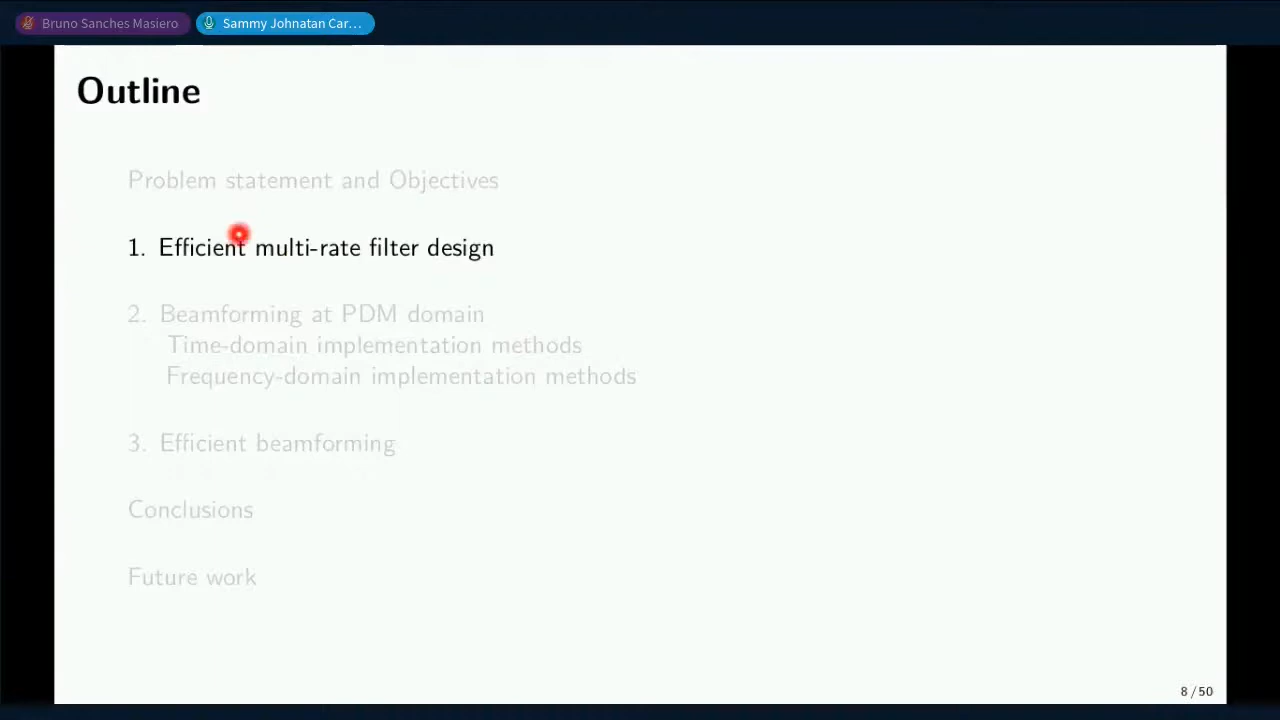 Bruno Sanches Masiero
Sammy Johnatan Car...
Outline
Problem statement and Objectives
1. Efficient multi-rate filter design
2. Beamforming at PDM domain
Time-domain implementation methods
Frequency-domain implementation methods
3. Efficient beamforming
Conclusions
Future work
8 / 50